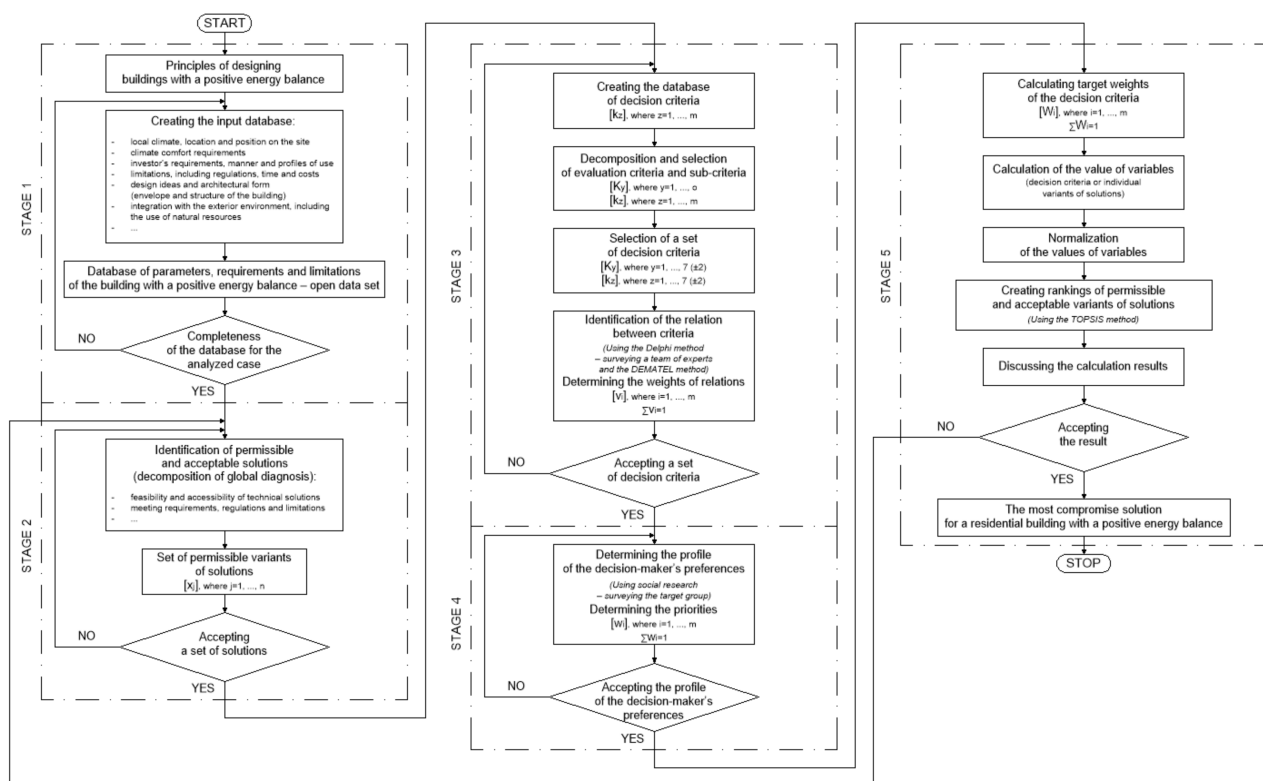 START
STAGE 1
Principles of designing
buildings with a positive energy balance
Creating the input database:
- local climate, location and position on the site
- climate comfort requirements
- investor's requirements, manner and profiles of use
- limitations, including regulations, time and costs
- design ideas and architectural form
(envelope and structure of the building)
- integration with the exterior environment, including
the use of natural resources
- ...
Database of parameters, requirements and limitations
of the building with a positive energy balance – open data set
NO
Completeness
of the database for the
analyzed case
YES
STAGE 2
Identification of permissible
and acceptable solutions
(decomposition of global diagnosis):
- feasibility and accessibility of technical solutions
- meeting requirements, regulations and limitations
- ...
Set of permissible variants
of solutions
[xj], where j=1, ..., n
NO
Accepting
a set of solutions
YES
STAGE 3
Creating the database
of decision criteria
[kz], where z=1, ..., m
Decomposition and selection
of evaluation criteria and sub-criteria
[Ky], where y=1, ..., o
[kz], where z=1, ..., m
Selection of a set
of decision criteria
[Ky], where y=1, ..., 7 (±2)
[kz], where z=1, ..., 7 (±2)
Identification of the relation
between criteria
(Using the Delphi method
– surveying a team of experts
and the DEMATEL method)
Determining the weights of relations
[vi], where i=1, ..., m
∑vi=1
NO
Accepting a set
of decision criteria
YES
STAGE 4
Determining the profile
of the decision-maker's preferences
(Using social research
– surveying the target group)
Determining the priorities
[wi], where i=1, ..., m
∑wi=1
NO
Accepting the profile
of the decision-maker's
preferences
YES
STAGE 5
Calculating target weights
of the decision criteria
[Wi], where i=1, ..., m
∑Wi=1
Calculation of the value of variables
(decision criteria or individual
variants of solutions)
Normalization
of the values of variables
Creating rankings of permissible
and acceptable variants of solutions
(Using the TOPSIS method)
Discussing the calculation results
NO
Accepting
the result
YES
The most compromise solution
for a residential building with a positive energy balance
STOP